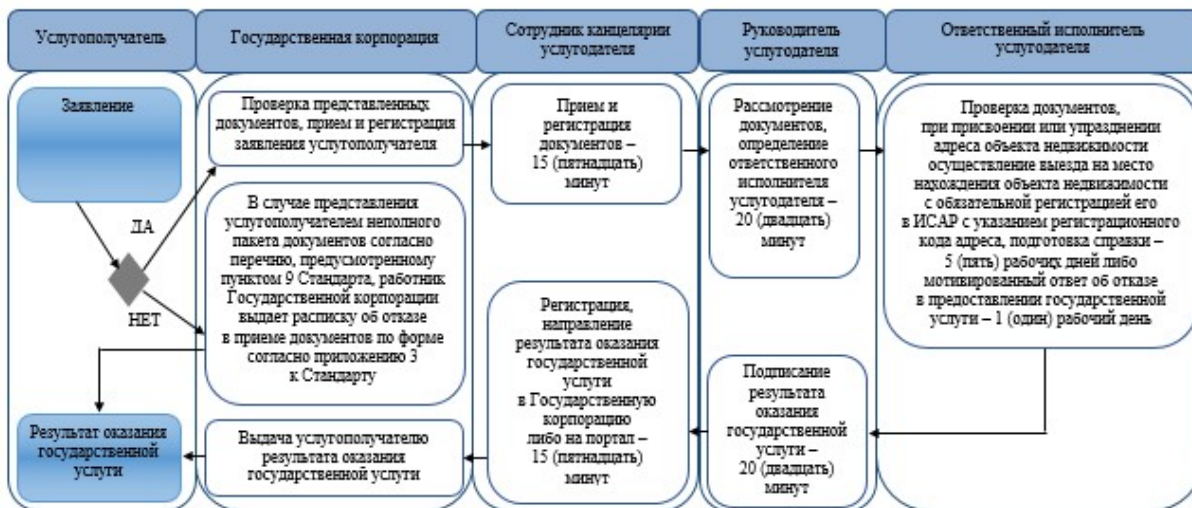 Услугополучатель
Государственная корпорация
Сотрудник канцелярии
услугодателя
Руководитель
услугодателя
Ответственный исполнитель
услугодателя
Заявление
ДА
НЕТ
Результат оказания
государственной
услуги
Проверка представленных
документов, прием и регистрация
заявления услугополучателя
В случае представления
услугополучателем неполного
пакета документов согласно
перечню, предусмотренному
пунктом 9 Стандарта, работник
Государственной корпорации
выдает расписку об отказе
в приеме документов по форме
согласно приложению 3
к Стандарту
Выдача услугополучателю
результата оказания
государственной услуги
Прием и
регистрация
документов –
15 (пятнадцать)
минут
Регистрация,
направление
результата оказания
государственной
услуги
в Государственную
корпорацию
либо на портал –
15 (пятнадцать)
минут
Рассмотрение
документов,
определение
ответственного
исполнителя
услугодателя –
20 (двадцать)
минут
Подписание
результата
оказания
государственной
услуги –
20 (двадцать)
минут
Проверка документов,
при присвоении или упразднении
адреса объекта недвижимости
осуществление выезда на место
нахождения объекта недвижимости
с обязательной регистрацией его
в ИСАР с указанием регистрационного
кода адреса, подготовка справки –
5 (пять) рабочих дней либо
мотивированный ответ об отказе
в предоставлении государственной
услуги – 1 (один) рабочий день